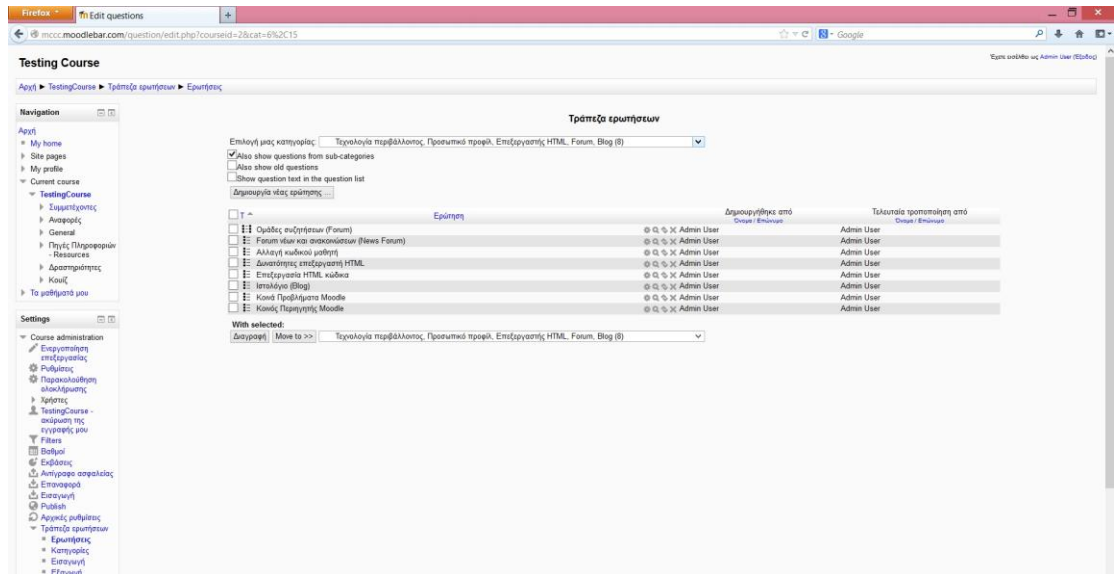 Firefox
Edit questions
mccc.moodlebar.com/question/edit.php?courseid=2&cat=6%2C15
Google
Testing Course
Έχετε εισέλθει ως Admin User (Έξοδος)
Αρχή ► TestingCourse ► Τράπεζα ερωτήσεων ► Ερωτήσεις
Navigation
Αρχή
My home
Site pages
My profile
Current course
TestingCourse
Συμμετέχοντες
Αναφορές
General
Πηγές Πληροφοριών
- Resources
Δραστηριότητες
Κουίζ
Τα μαθήματά μου
Settings
Course administration
Ενεργοποίηση
επεξεργασίας
Ρυθμίσεις
Παρακολούθηση
ολοκλήρωσης
Χρήστες
TestingCourse -
ακύρωση της
εγγραφής μου
Filters
Βαθμοί
Εκβάσεις
Αντίγραφο ασφαλείας
Επαναφορά
Εισαγωγή
Publish
Αρχικές ρυθμίσεις
Τράπεζα ερωτήσεων
Ερωτήσεις
Κατηγορίες
Εισαγωγή
Εξαγωγή
Τράπεζα ερωτήσεων
Επιλογή μιας κατηγορίας: Τεχνολογία περιβάλλοντος, Προσωπικό προφίλ, Επεξεργαστής HTML, Forum, Blog (8)
Also show questions from sub-categories
Also show old questions
Show question text in the question list
Δημιουργία νέας ερώτησης ...
T Ερώτηση Δημιουργήθηκε από Τελευταία τροποποίηση από
Όνομα / Επώνυμο Όνομα / Επώνυμο
Ομάδες συζητήσεων (Forum) Admin User Admin User
Forum νέων και ανακοινώσεων (News Forum) Admin User Admin User
Αλλαγή κωδικού μαθητή Admin User Admin User
Δυνατότητες επεξεργαστή HTML Admin User Admin User
Επεξεργασία HTML κώδικα Admin User Admin User
Ιστολόγιο (Blog) Admin User Admin User
Κοινά Προβλήματα Moodle Admin User Admin User
Κοινός Περιηγητής Moodle Admin User Admin User
With selected:
Διαγραφή Move to >> Τεχνολογία περιβάλλοντος, Προσωπικό προφίλ, Επεξεργαστής HTML, Forum, Blog (8)